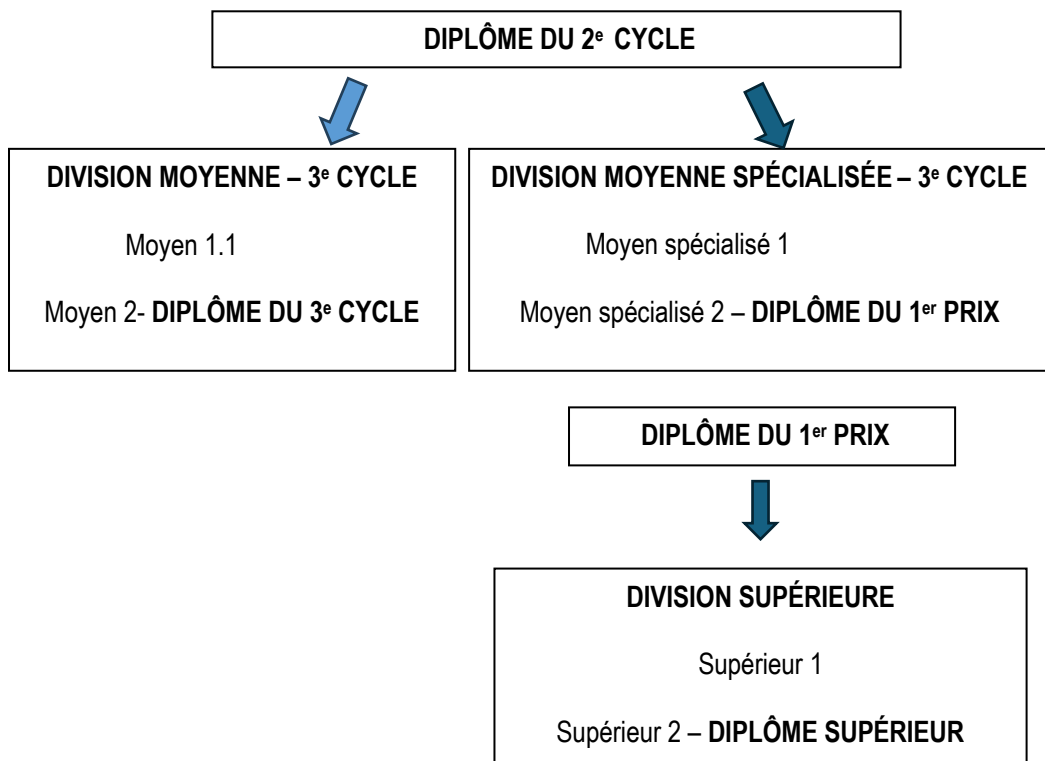 DIPLÔME DU 2e CYCLE
DIVISION MOYENNE – 3e CYCLE
Moyen 1.1
Moyen 2- DIPLÔME DU 3e CYCLE
DIVISION MOYENNE SPÉCIALISÉE – 3e CYCLE
Moyen spécialisé 1
Moyen spécialisé 2 – DIPLÔME DU 1er PRIX
DIPLÔME DU 1er PRIX
DIVISION SUPÉRIEURE
Supérieur 1
Supérieur 2 – DIPLÔME SUPÉRIEUR